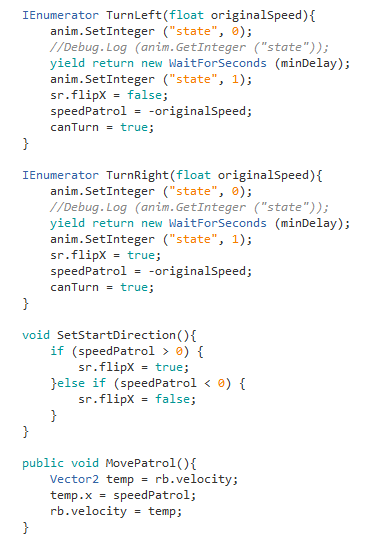 IEnumerator TurnLeft(float originalSpeed){
    anim.SetInteger ("state", 0);
    //Debug.Log (anim.GetInteger ("state"));
    yield return new WaitForSeconds (minDelay);
    anim.SetInteger ("state", 1);
    sr.flipX = false;
    speedPatrol = -originalSpeed;
    canTurn = true;
}

IEnumerator TurnRight(float originalSpeed){
    anim.SetInteger ("state", 0);
    //Debug.Log (anim.GetInteger ("state"));
    yield return new WaitForSeconds (minDelay);
    anim.SetInteger ("state", 1);
    sr.flipX = true;
    speedPatrol = -originalSpeed;
    canTurn = true;
}

void SetStartDirection(){
    if (speedPatrol > 0) {
        sr.flipX = true;
    }else if (speedPatrol < 0) {
        sr.flipX = false;
    }
}

public void MovePatrol(){
    Vector2 temp = rb.velocity;
    temp.x = speedPatrol;
    rb.velocity = temp;
}